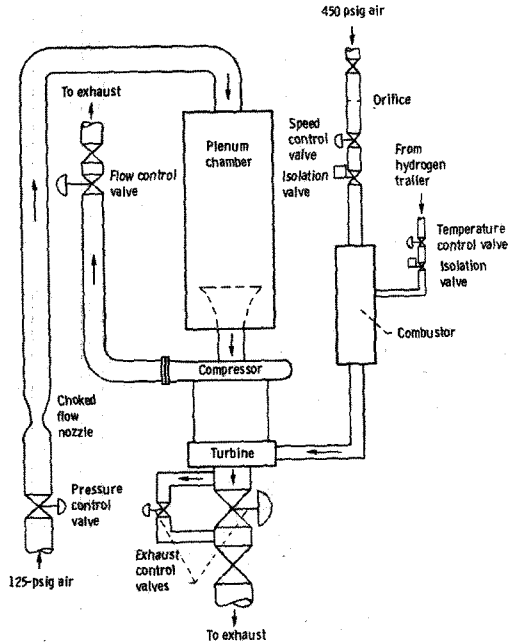 450 psig air
To exhaust
Orifice
Plenum
chamber
Speed
control
valve
From
hydrogen
trailer
Flow control
valve
Isolation
valve
Temperature
control valve
Isolation
valve
Combustor
Compressor
Choked
flow
nozzle
Turbine
Pressure
control
valve
Exhaust
control
valves
125-psig air
To exhaust